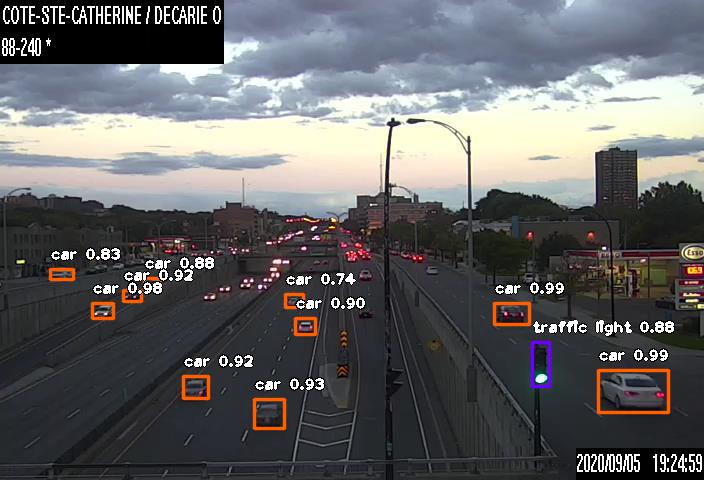 COTE-STE-CATHERINE / DECARIE O
88-240 *
car 0.83
car 0.88
car 0.92
car 0.98
car 0.74
car 0.90
car 0.99
traffic light 0.88
car 0.99
car 0.92
car 0.93
Esso
2020/09/05 19:24:59